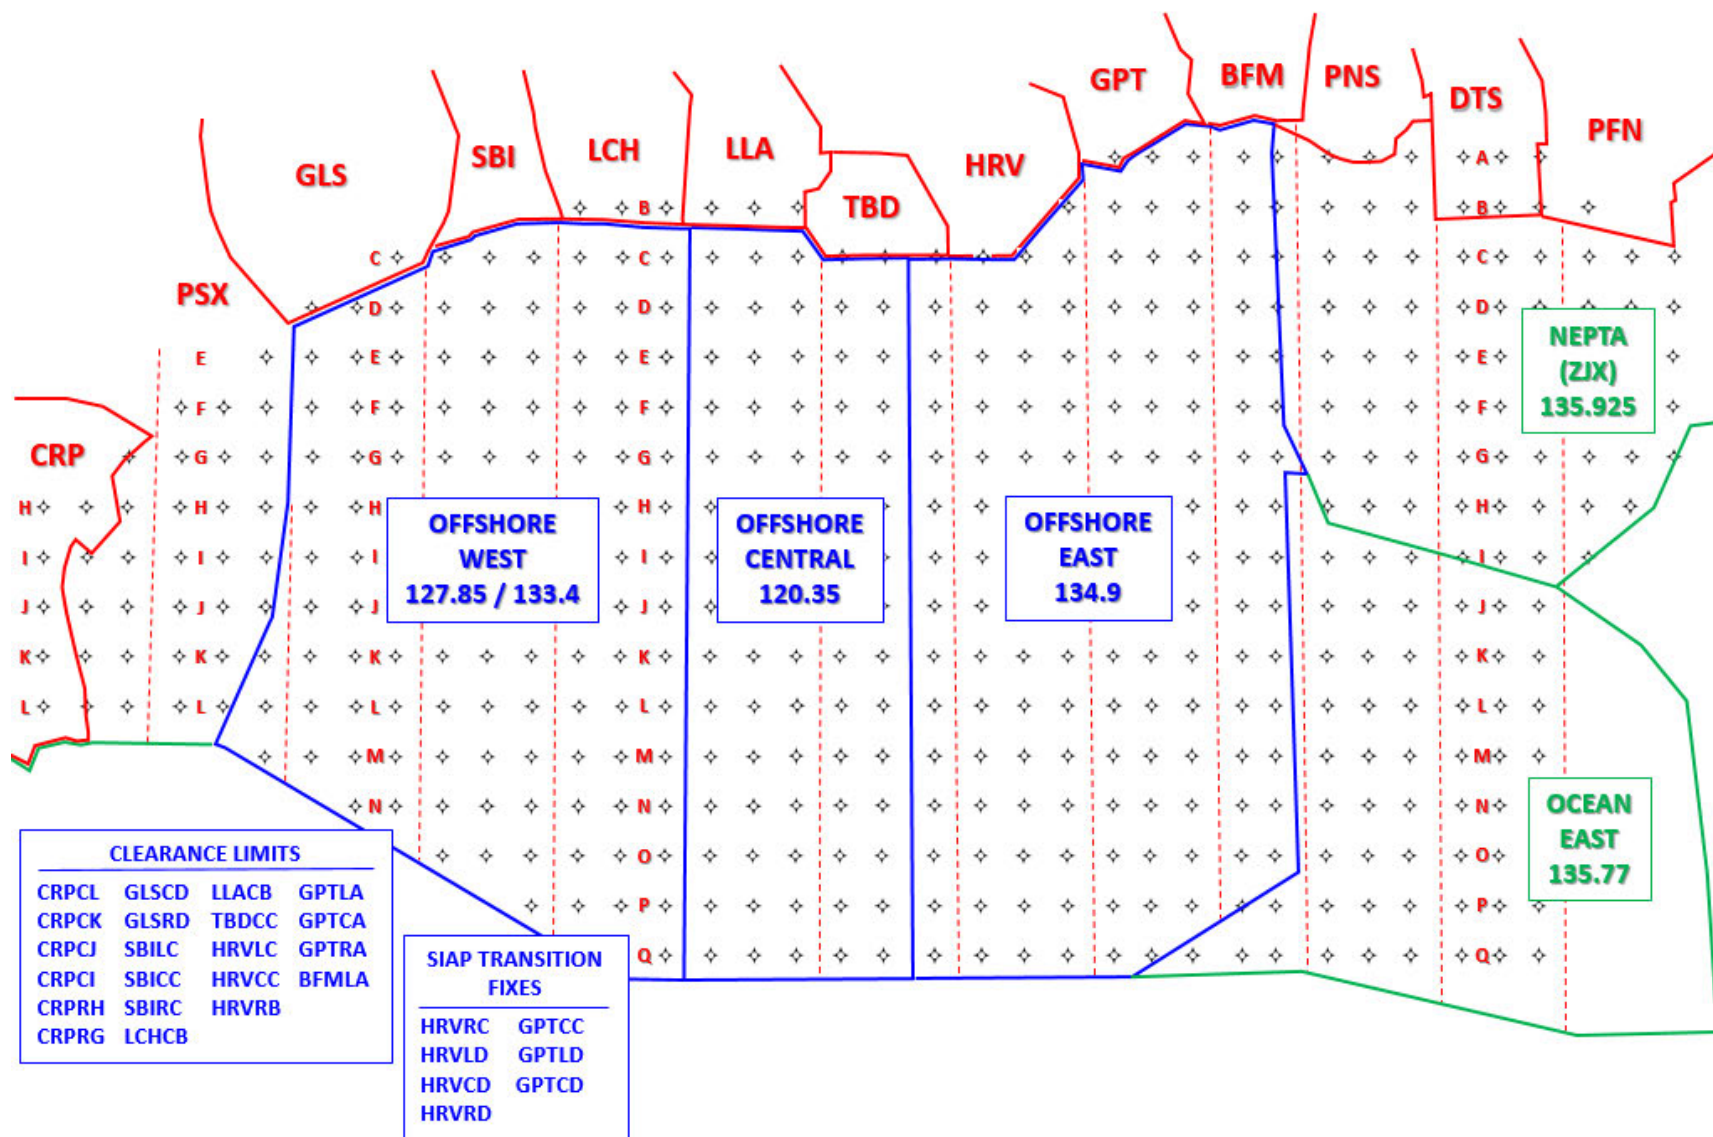 GPT
BFM
PNS
DTS
PFN
GLS
SBI
LCH
LLA
HRV
TBD
PSX
CRP
A
B B
C C C
D D D
E E E E
F F F F
G G G G
H H H H H
I I I I I
J J J J J
K K K K K
L L L L L
M M M
N N N
O O
P P
Q Q
NEPTA
(ZJX)
135.925
OFFSHORE
WEST
127.85 / 133.4
OFFSHORE
CENTRAL
120.35
OFFSHORE
EAST
134.9
OCEAN
EAST
135.77
CLEARANCE LIMITS
CRPCL GLSCD LLACB GPTLA
CRPCK GLSRD TBDCC GPTCA
CRPCJ SBILC HRVLC GPTRA
CRPCI SBICC HRVCC BFMLA
CRPRH SBIRC HRVRB
CRPRG LCHCB
SIAP TRANSITION
FIXES
HRVRC GPTCC
HRVLD GPTLD
HRVCD GPTCD
HRVRD